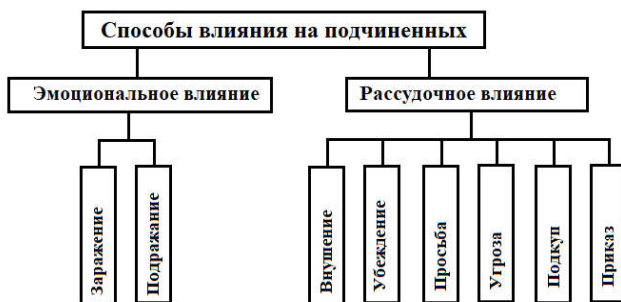 Способы влияния на подчиненных
Эмоциональное влияние
Рассудочное влияние
Заражение
Подражание
Внушение
Убеждение
Просьба
Угроза
Подкуп
Приказ